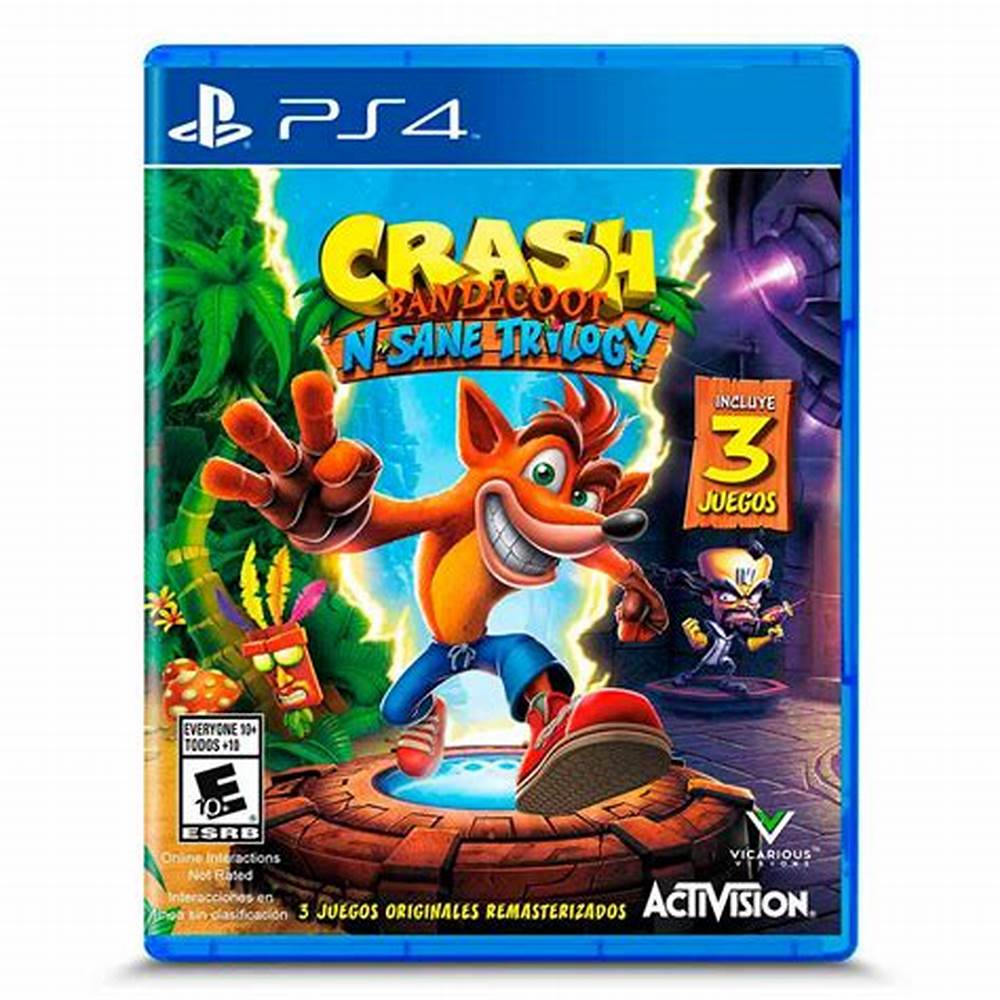 PS4
CRASH
BANDICOOT
N•SANE TRILOGY
INCLUYE
3
JUEGOS
EVERYONE 10+
TODOS +10
E
10+
ESRB
Online Interactions
Not Rated
Interacciones en
línea sin clasificación
3 JUEGOS ORIGINALES REMASTERIZADOS
VICARIOUS™
VISIONS
ACTIVISION®